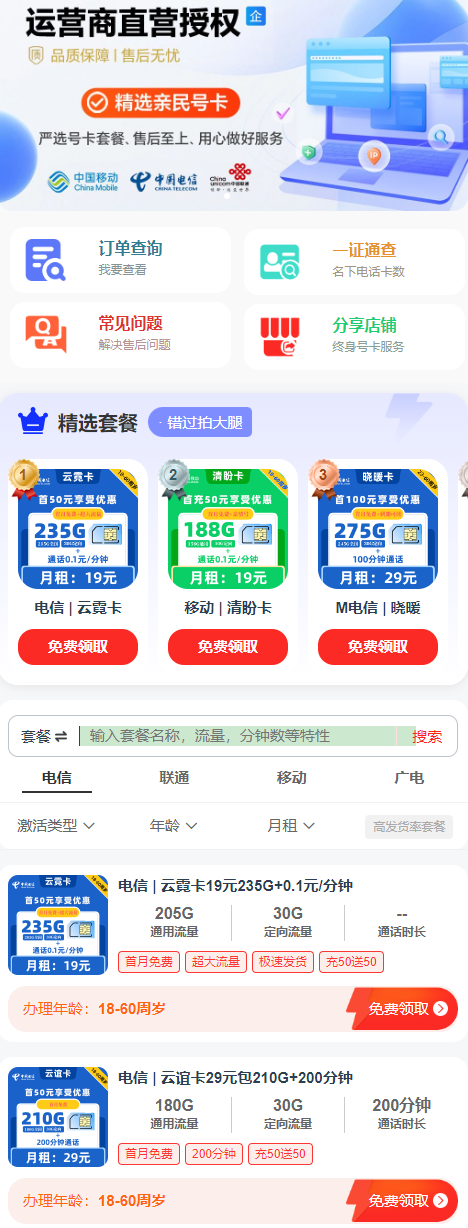 运营商直营授权 企
质 品质保障 | 售后无忧
精选亲民号卡
严选号卡套餐、售后至上、用心做好服务
中国移动
China Mobile
中国电信
CHINA TELECOM
China
unicom中国联通
订单查询
我要查看
一证通查
名下电话卡数
常见问题
解决售后问题
分享店铺
终身号卡服务
精选套餐
· 错过拍大腿
1
云霓卡
首50元享受优惠
235G
通话0.1元/分钟
月租：19元
2
清盼卡
首充50元享优惠
188G
通话0.1元/分钟
月租：19元
3
晓暖卡
首100元享优惠
275G
100分钟通话
月租：29元
电信 | 云霓卡
移动 | 清盼卡
M电信 | 晓暖
免费领取
免费领取
免费领取
套餐 ⇌ 输入套餐名称，流量，分钟数等特性 搜索
电信 联通 移动 广电
激活类型 年龄 月租 高发货率套餐
云霓卡
首50元享受优惠
235G
通话0.1元/分钟
月租：19元
电信 | 云霓卡19元235G+0.1元/分钟
205G 30G --
通用流量 定向流量 通话时长
首月免费 超大流量 极速发货 充50送50
办理年龄：18-60周岁 免费领取
云谊卡
首50元享受优惠
210G
200分钟通话
月租：29元
电信 | 云谊卡29元包210G+200分钟
180G 30G 200分钟
通用流量 定向流量 通话时长
首月免费 200分钟 充50送50
办理年龄：18-60周岁 免费领取